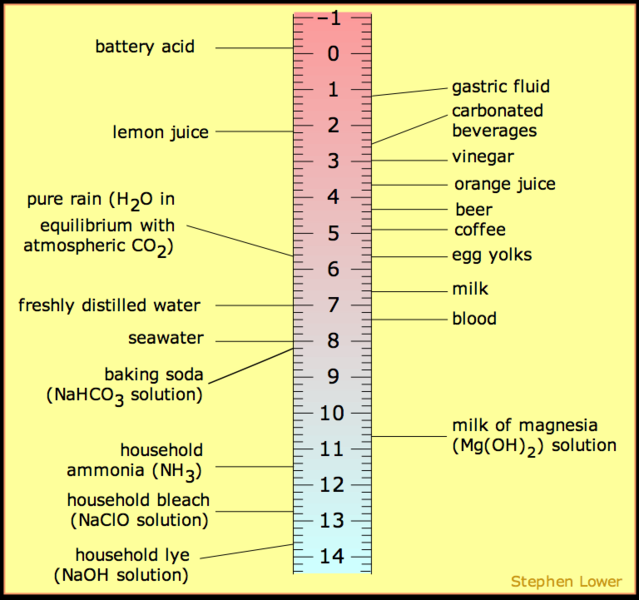 battery acid
lemon juice
pure rain (H₂O in
equilibrium with
atmospheric CO₂)
freshly distilled water
seawater
baking soda
(NaHCO₃ solution)
household
ammonia (NH₃)
household bleach
(NaClO solution)
household lye
(NaOH solution)
−1
0
1
2
3
4
5
6
7
8
9
10
11
12
13
14
gastric fluid
carbonated
beverages
vinegar
orange juice
beer
coffee
egg yolks
milk
blood
milk of magnesia
(Mg(OH)₂) solution
Stephen Lower